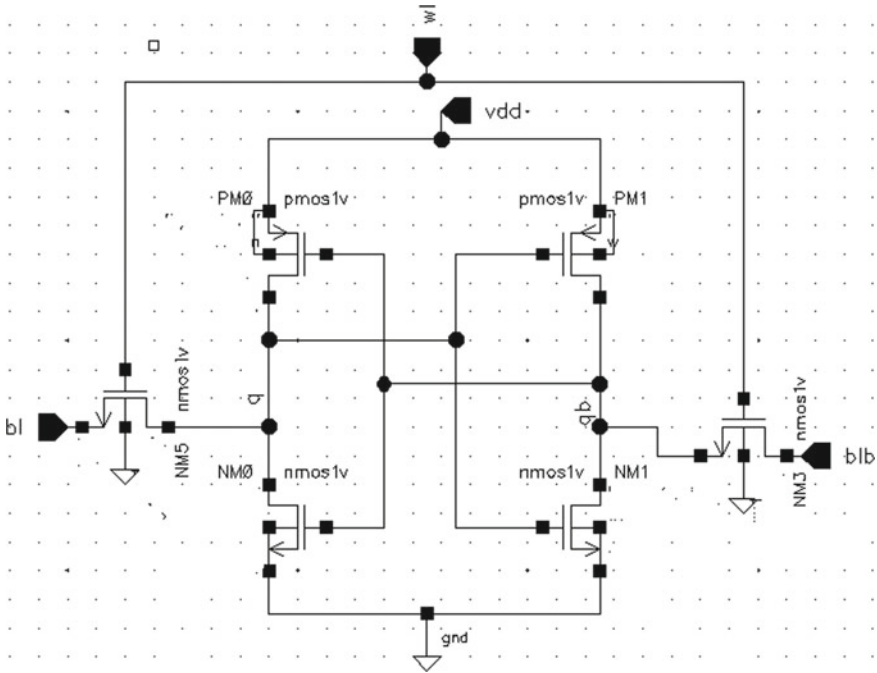 wl
vdd
PM0 pmos1v
pmos1v PM1
nmos1v
NM5
q
qb
nmos1v
NM3
bl
blb
NM0 nmos1v
nmos1v NM1
gnd